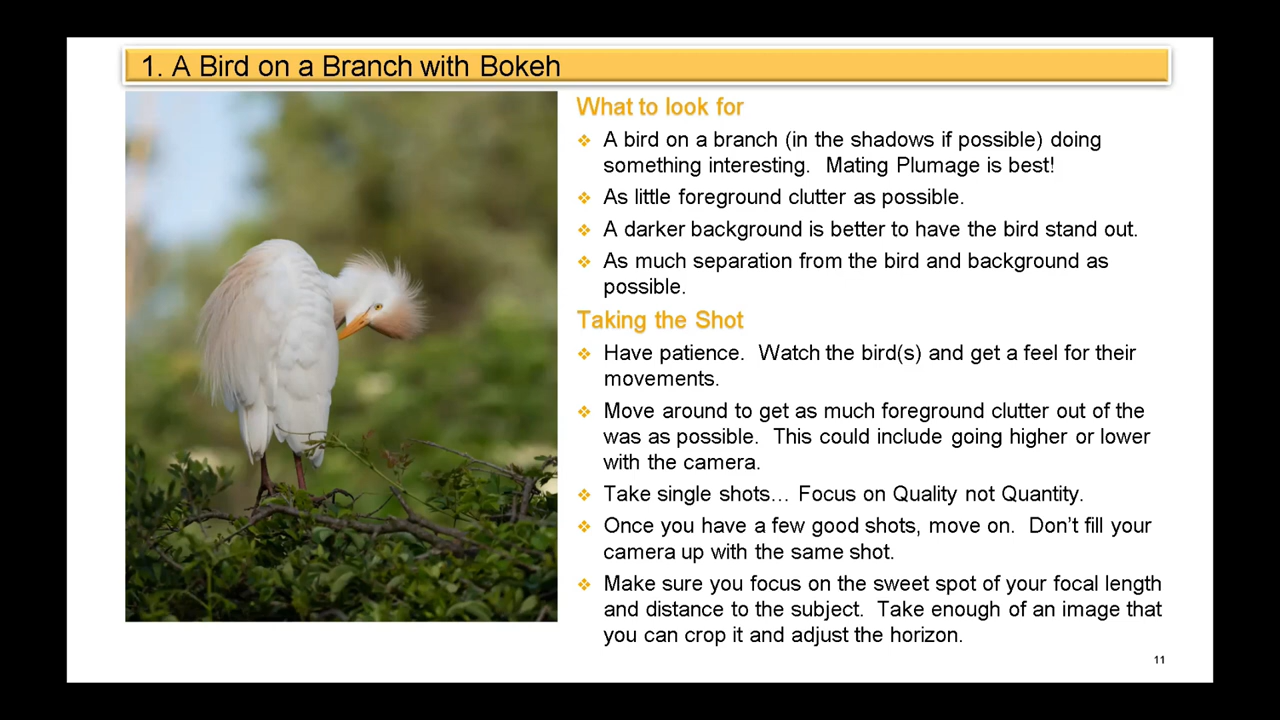 1. A Bird on a Branch with Bokeh
What to look for
❖ A bird on a branch (in the shadows if possible) doing
something interesting.  Mating Plumage is best!
❖ As little foreground clutter as possible.
❖ A darker background is better to have the bird stand out.
❖ As much separation from the bird and background as
possible.
Taking the Shot
❖ Have patience.  Watch the bird(s) and get a feel for their
movements.
❖ Move around to get as much foreground clutter out of the
was as possible.  This could include going higher or lower
with the camera.
❖ Take single shots… Focus on Quality not Quantity.
❖ Once you have a few good shots, move on.  Don’t fill your
camera up with the same shot.
❖ Make sure you focus on the sweet spot of your focal length
and distance to the subject.  Take enough of an image that
you can crop it and adjust the horizon.
11